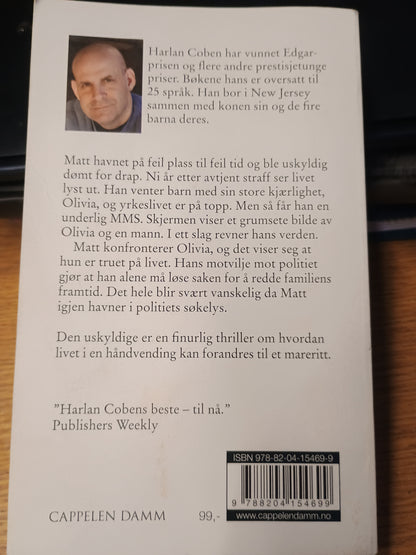 Harlan Coben har vunnet Edgar-
prisen og flere andre prestisjetunge
priser. Bøkene hans er oversatt til
25 språk. Han bor i New Jersey
sammen med konen sin og de fire
barna deres.
Matt havnet på feil plass til feil tid og ble uskyldig
dømt for drap. Ni år etter avtjent straff ser livet
lyst ut. Han venter barn med sin store kjærlighet,
Olivia, og yrkeslivet er på topp. Men så får han en
underlig MMS. Skjermen viser et grumsete bilde av
Olivia og en mann. I ett slag revner hans verden.
Matt konfronterer Olivia, og det viser seg at
hun er truet på livet. Hans motvilje mot politiet
gjør at han alene må løse saken for å redde familiens
framtid. Det hele blir svært vanskelig da Matt
igjen havner i politiets søkelys.
Den uskyldige er en finurlig thriller om hvordan
livet i en håndvending kan forandres til et mareritt.
”Harlan Cobens beste – til nå.”
Publishers Weekly
ISBN 978-82-04-15469-9
9 788204 154699
CAPPELEN DAMM 99,- www.cappelendamm.no